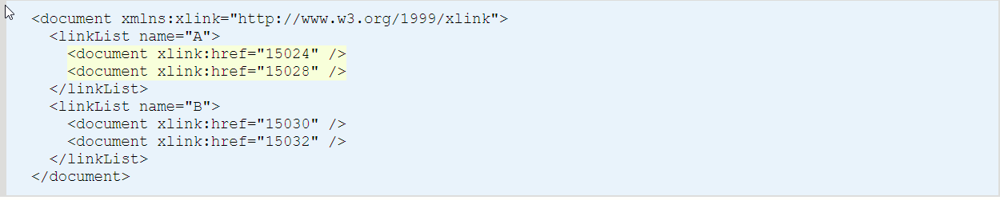 <document xmlns:xlink="http://www.w3.org/1999/xlink">
<linkList name="A">
<document xlink:href="15024" />
<document xlink:href="15028" />
</linkList>
<linkList name="B">
<document xlink:href="15030" />
<document xlink:href="15032" />
</linkList>
</document>